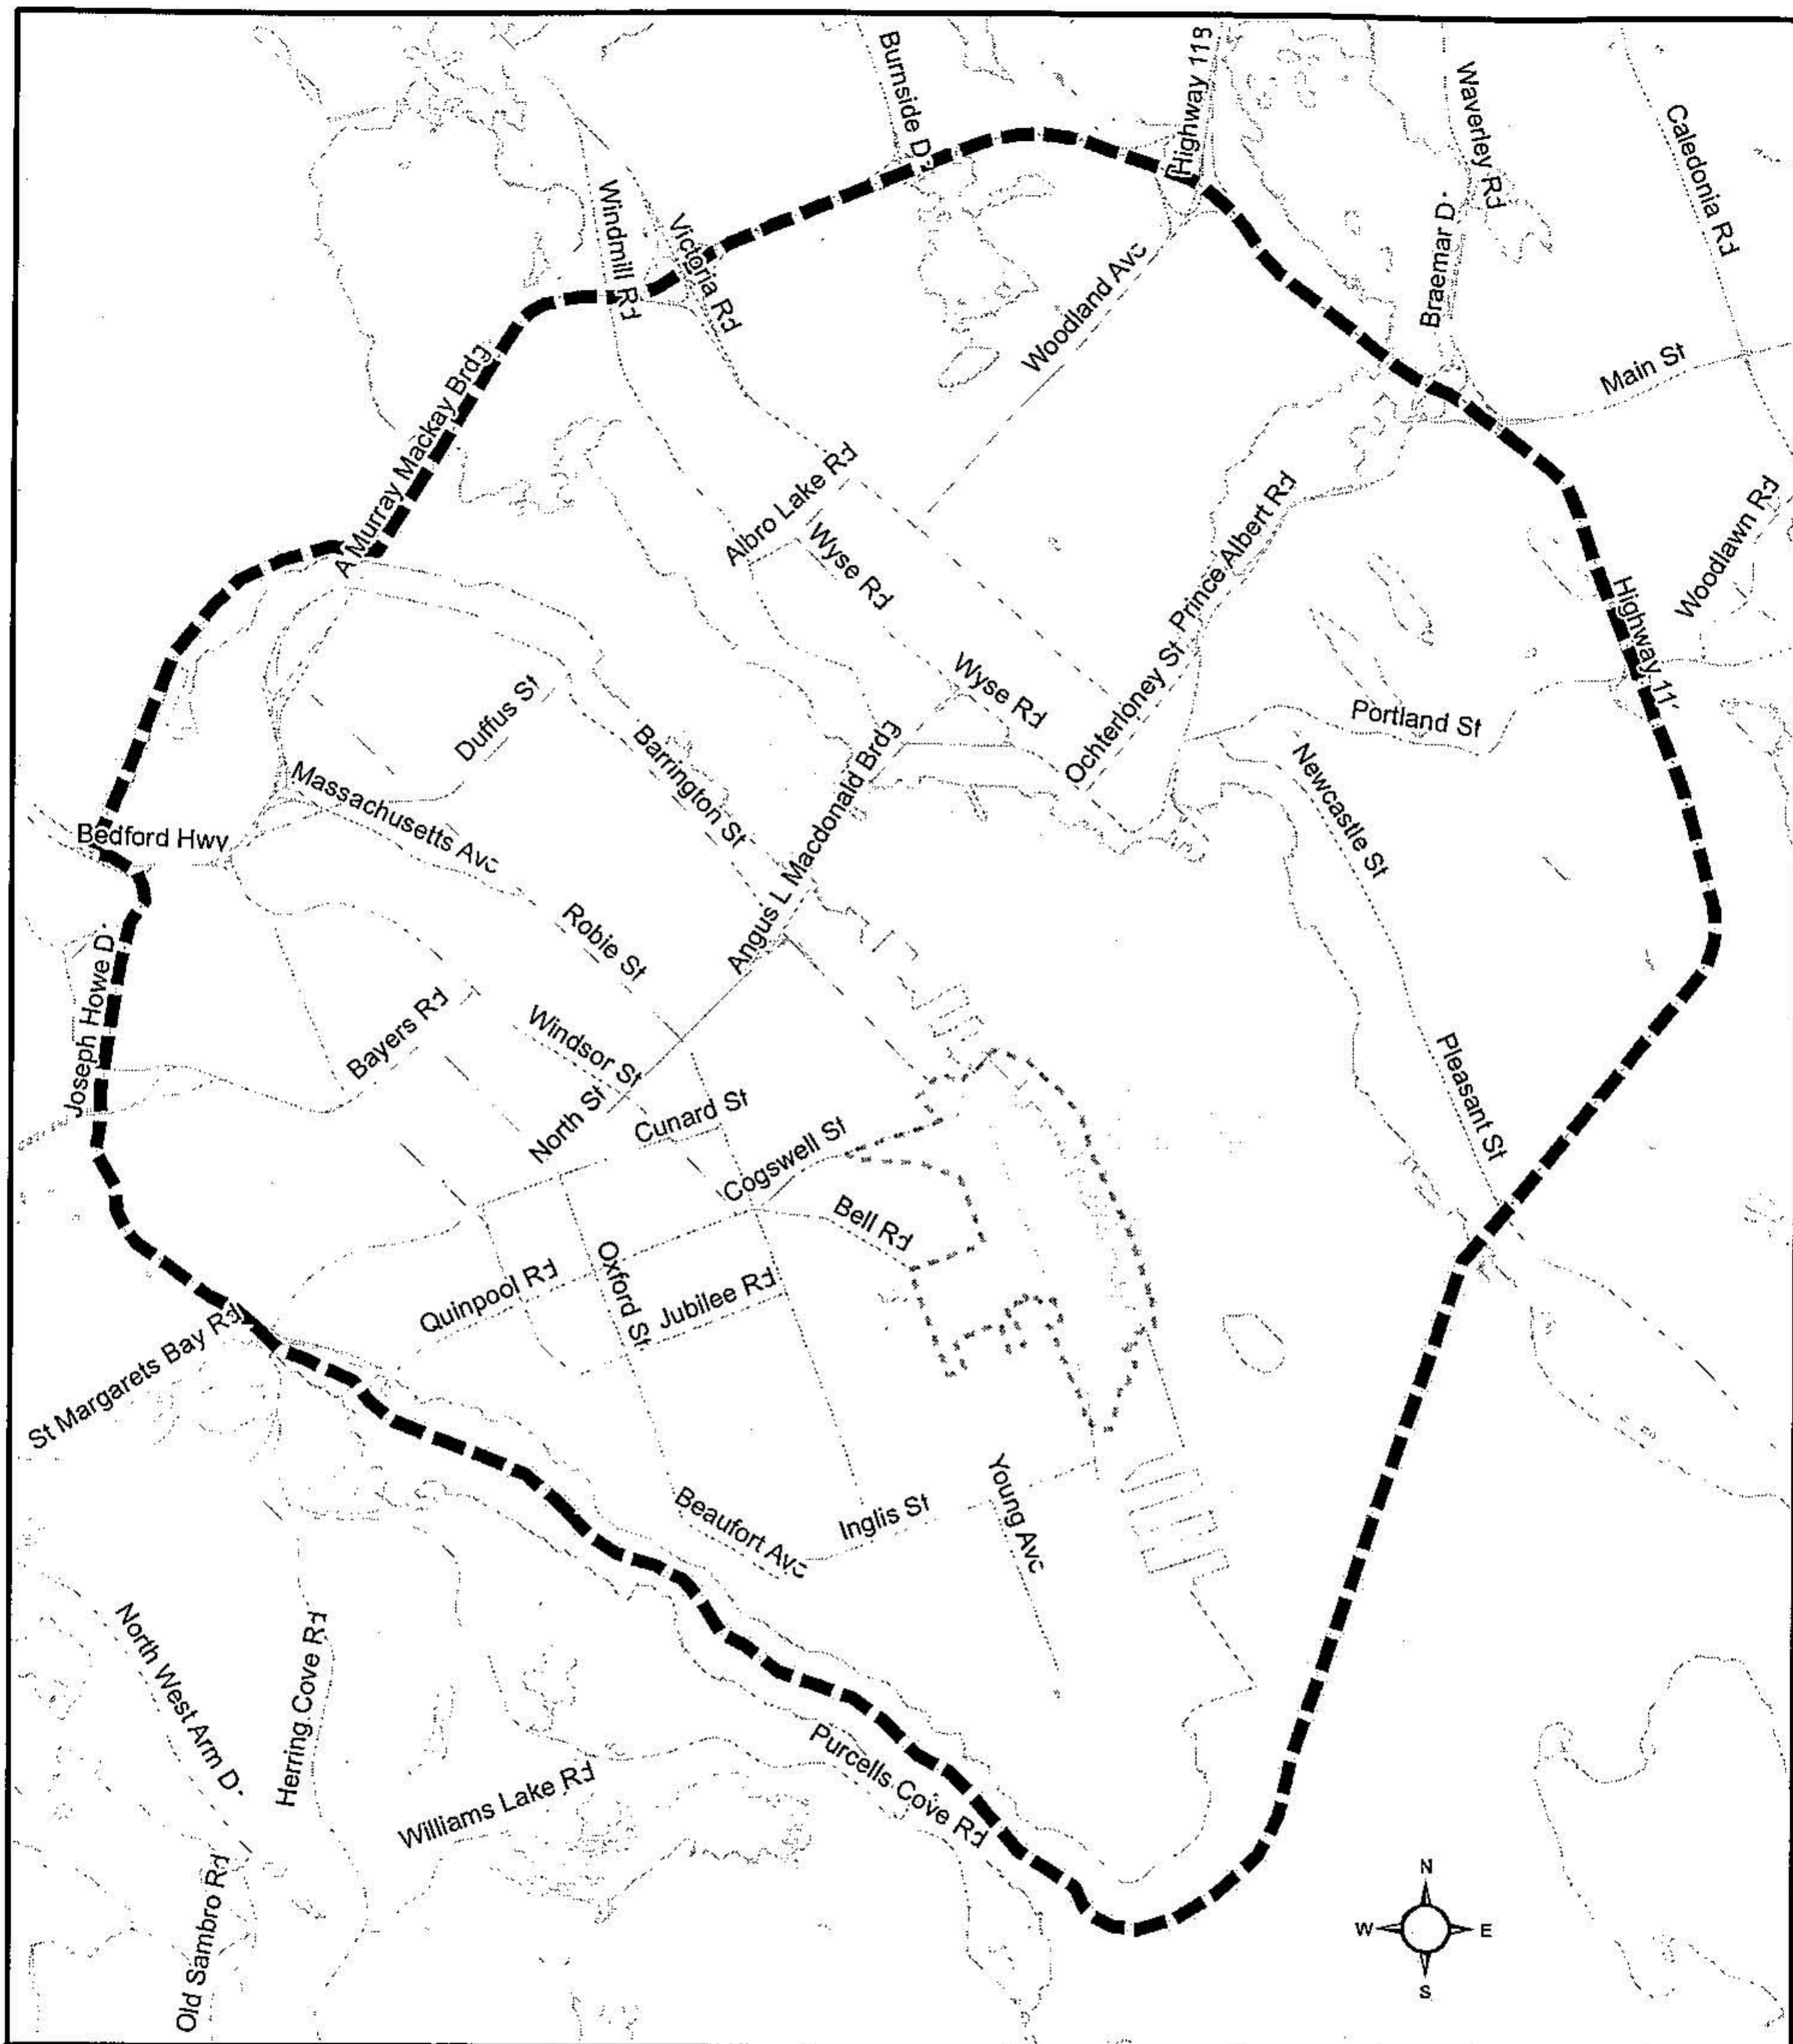 Burnside D
Highway 118
Waverley Rd
Caledonia Rd
Windmill Rd
Victoria Rd
Braemar D
Woodland Ave
Main St
A Murray Mackay Brdg
Albro Lake Rd
Wyse Rd
Prince Albert Rd
Woodlawn Rd
Highway 11
Ochterloney St
Wyse Rd
Duffus St
Portland St
Barrington St
Newcastle St
Massachusetts Ave
Bedford Hwy
Angus L Macdonald Brdg
Robie St
Joseph Howe D
Bayers Rd
Windsor St
Pleasant St
North St
Cunard St
Cogswell St
Bell Rd
Quinpool Rd
Oxford St
Jubilee Rd
St Margarets Bay Rd
Young Ave
Beaufort Ave
Inglis St
North West Arm D
Herring Cove Rd
Purcells Cove Rd
Williams Lake Rd
Old Sambro Rd
N
W E
S